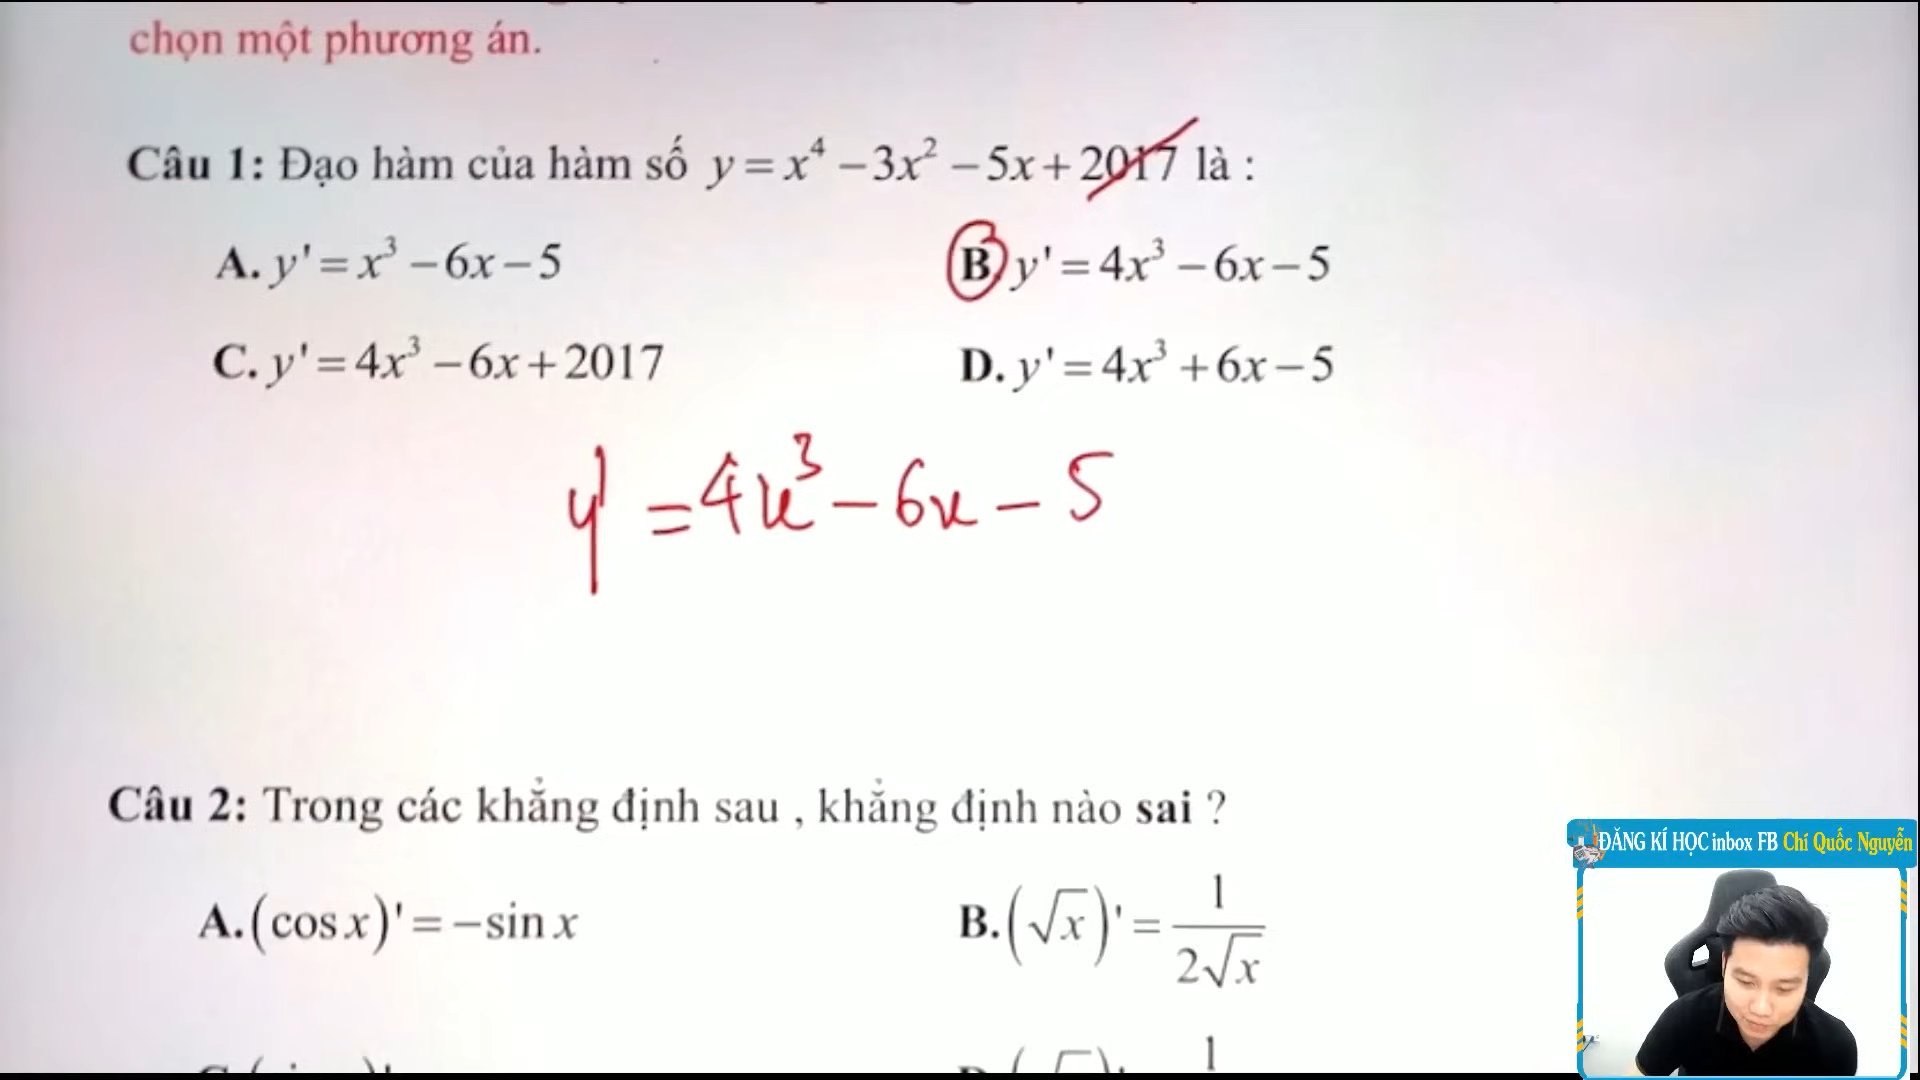 chọn một phương án.
Câu 1: Đạo hàm của hàm số y = x⁴ − 3x² − 5x + 2017 là :
A. y' = x³ − 6x − 5
B. y' = 4x³ − 6x − 5
C. y' = 4x³ − 6x + 2017
D. y' = 4x³ + 6x − 5
y' = 4x³ − 6x − 5
Câu 2: Trong các khẳng định sau , khẳng định nào sai ?
A. (cos x)' = − sin x
B. (√x)' = 1/(2√x)
ĐĂNG KÍ HỌC inbox FB Chí Quốc Nguyễn